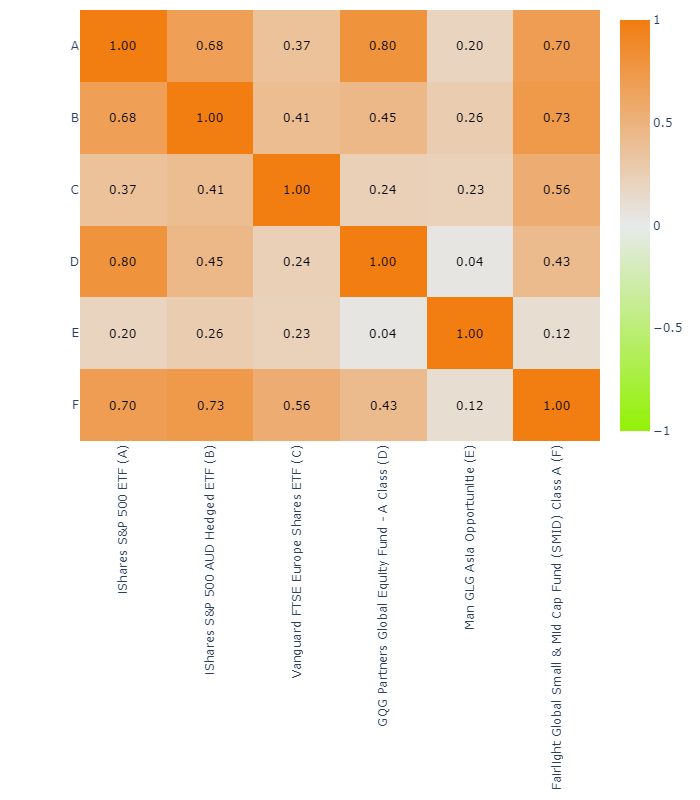 A 1.00 0.68 0.37 0.80 0.20 0.70
B 0.68 1.00 0.41 0.45 0.26 0.73
C 0.37 0.41 1.00 0.24 0.23 0.56
D 0.80 0.45 0.24 1.00 0.04 0.43
E 0.20 0.26 0.23 0.04 1.00 0.12
F 0.70 0.73 0.56 0.43 0.12 1.00
IShares S&P 500 ETF (A)
IShares S&P 500 AUD Hedged ETF (B)
Vanguard FTSE Europe Shares ETF (C)
GQG Partners Global Equity Fund - A Class (D)
Man GLG Asia Opportunitie (E)
Fairlight Global Small & Mid Cap Fund (SMID) Class A (F)
1
0.5
0
−0.5
−1